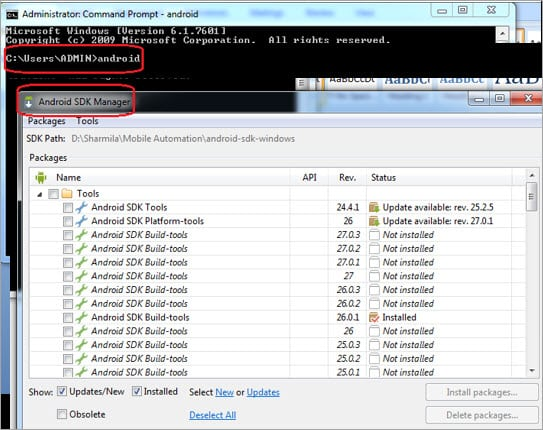 Administrator: Command Prompt - android
Microsoft Windows [Version 6.1.7601]
Copyright (c) 2009 Microsoft Corporation. All rights reserved.
C:\Users\ADMIN>android
Android SDK Manager
Packages Tools
SDK Path: D:\Sharmila\Mobile Automation\android-sdk-windows
Packages
Name API Rev. Status
Tools
Android SDK Tools 24.4.1 Update available: rev. 25.2.5
Android SDK Platform-tools 26 Update available: rev. 27.0.1
Android SDK Build-tools 27.0.3 Not installed
Android SDK Build-tools 27.0.2 Not installed
Android SDK Build-tools 27.0.1 Not installed
Android SDK Build-tools 27 Not installed
Android SDK Build-tools 26.0.3 Not installed
Android SDK Build-tools 26.0.2 Not installed
Android SDK Build-tools 26.0.1 Installed
Android SDK Build-tools 26 Not installed
Android SDK Build-tools 25.0.3 Not installed
Android SDK Build-tools 25.0.2 Not installed
Android SDK Build-tools 25.0.1 Not installed
Show: Updates/New Installed Select New or Updates Install packages...
Obsolete Deselect All Delete packages...